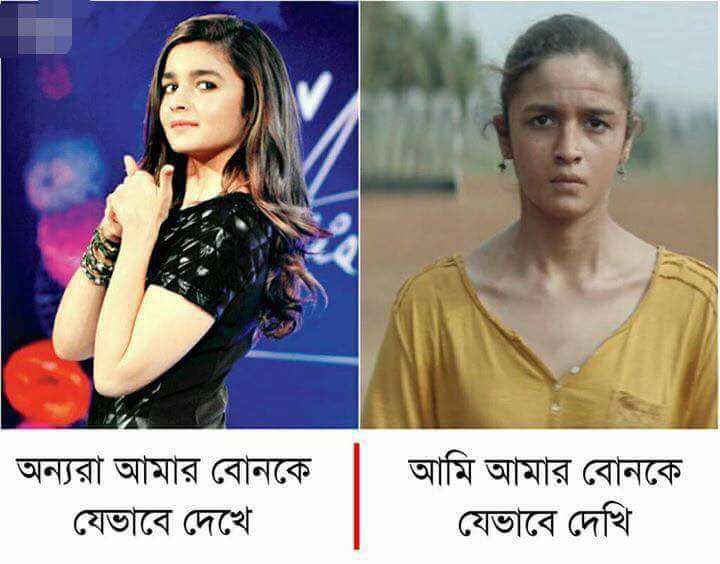 অন্যরা আমার বোনকে
যেভাবে দেখে
আমি আমার বোনকে
যেভাবে দেখি